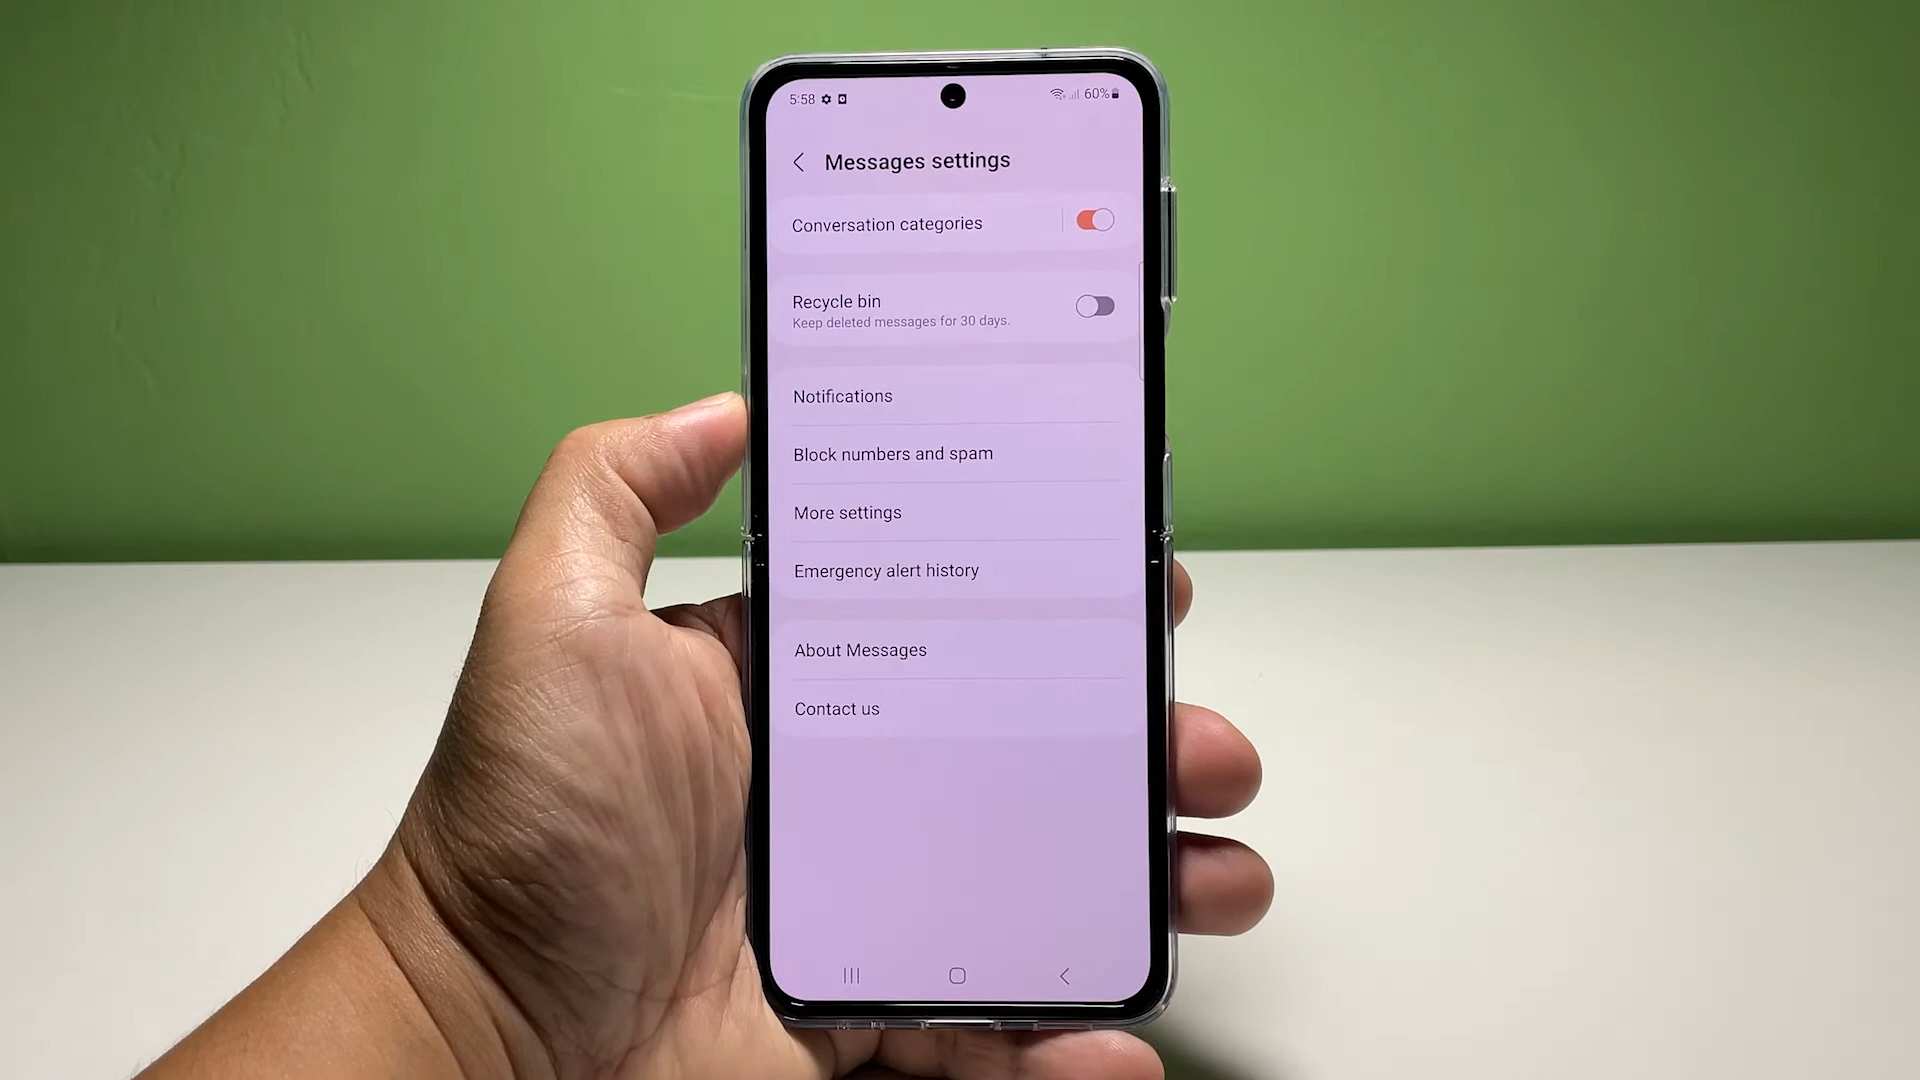 5:58 60%
Messages settings
Conversation categories
Recycle bin
Keep deleted messages for 30 days.
Notifications
Block numbers and spam
More settings
Emergency alert history
About Messages
Contact us